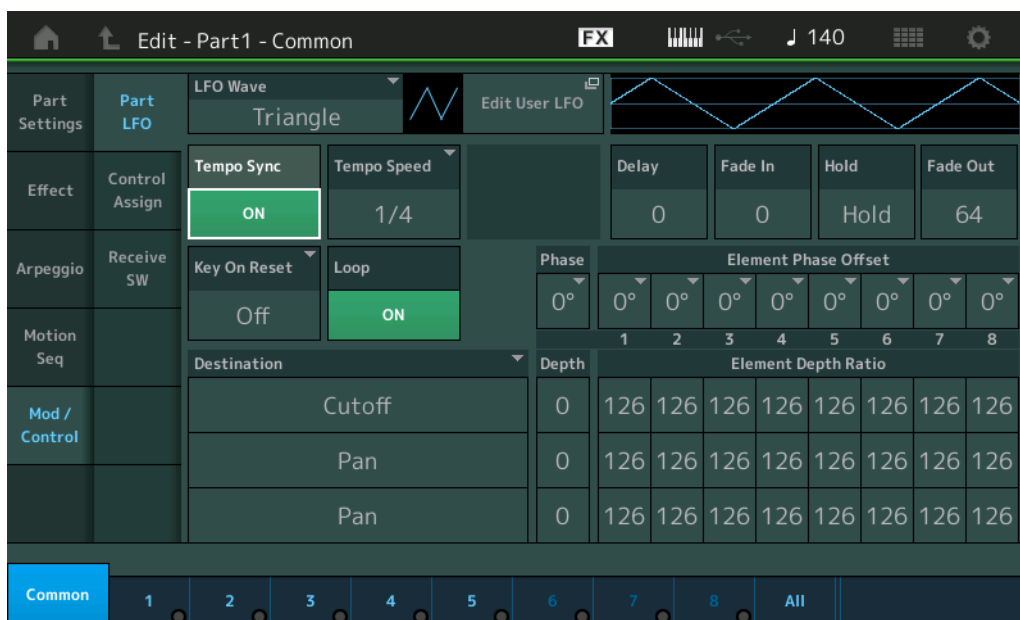 Edit - Part1 - Common
FX
140
Part Settings
Part LFO
LFO Wave
Triangle
Edit User LFO
Effect
Control Assign
Tempo Sync
ON
Tempo Speed
1/4
Delay
0
Fade In
0
Hold
Hold
Fade Out
64
Arpeggio
Receive SW
Key On Reset
Off
Loop
ON
Phase
0°
Element Phase Offset
0° 0° 0° 0° 0° 0° 0° 0°
1 2 3 4 5 6 7 8
Motion Seq
Destination
Depth
Element Depth Ratio
Mod / Control
Cutoff 0 126 126 126 126 126 126 126 126
Pan 0 126 126 126 126 126 126 126 126
Pan 0 126 126 126 126 126 126 126 126
Common 1 2 3 4 5 6 7 8 All